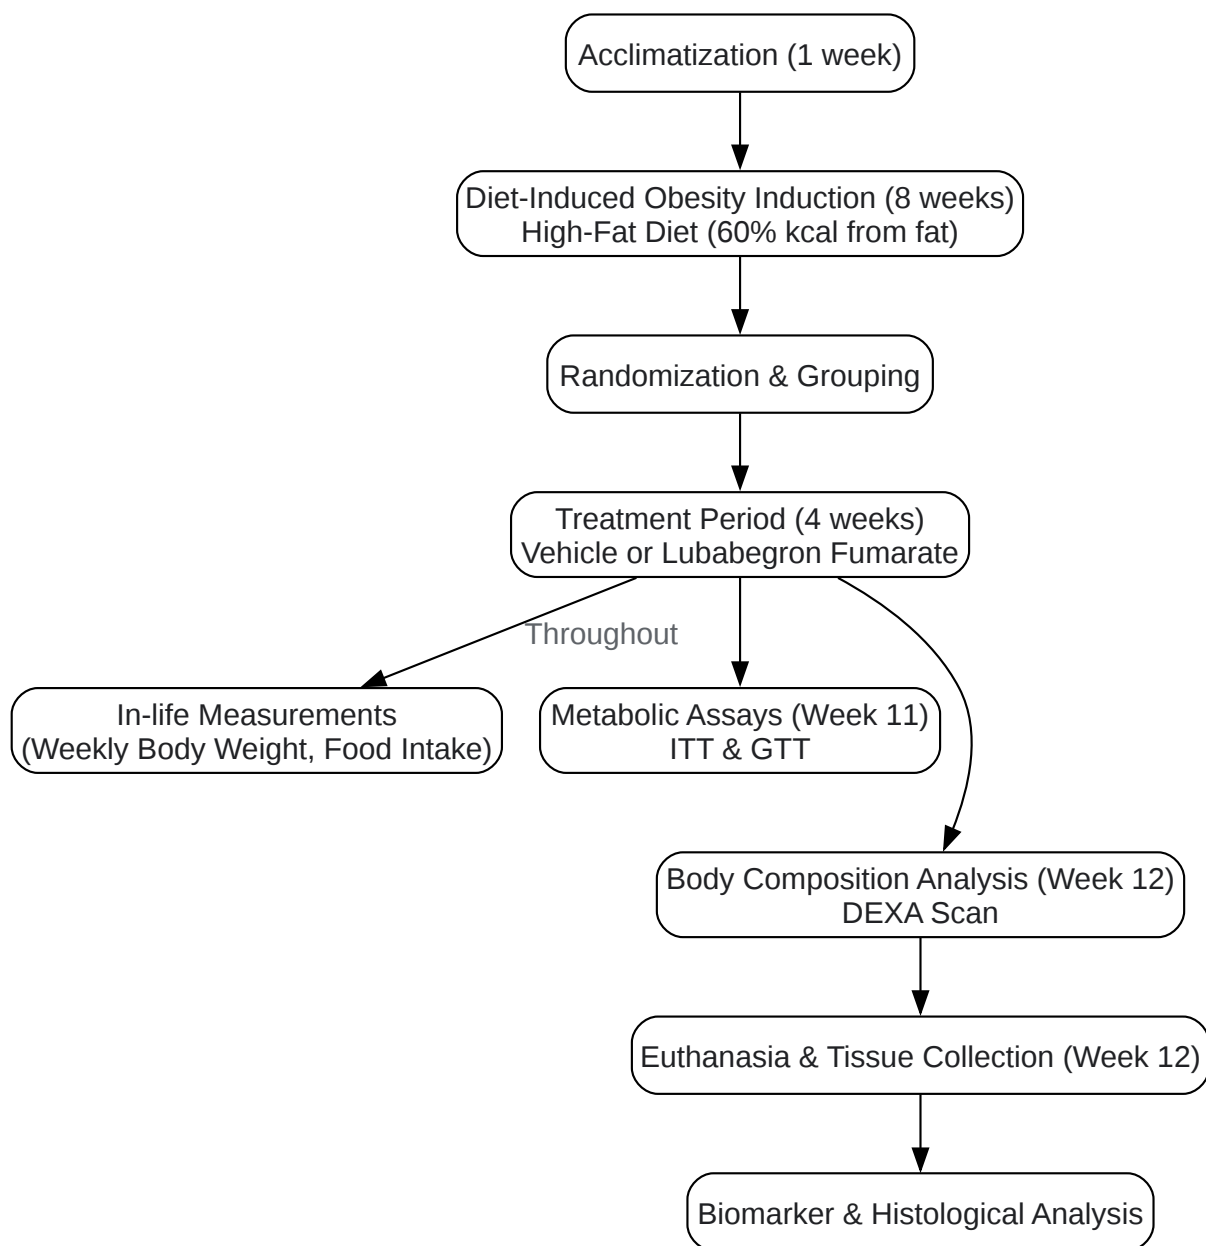 Acclimatization (1 week)
Diet-Induced Obesity Induction (8 weeks)
High-Fat Diet (60% kcal from fat)
Randomization & Grouping
Treatment Period (4 weeks)
Vehicle or Lubabegron Fumarate
Throughout
In-life Measurements
(Weekly Body Weight, Food Intake)
Metabolic Assays (Week 11)
ITT & GTT
Body Composition Analysis (Week 12)
DEXA Scan
Euthanasia & Tissue Collection (Week 12)
Biomarker & Histological Analysis